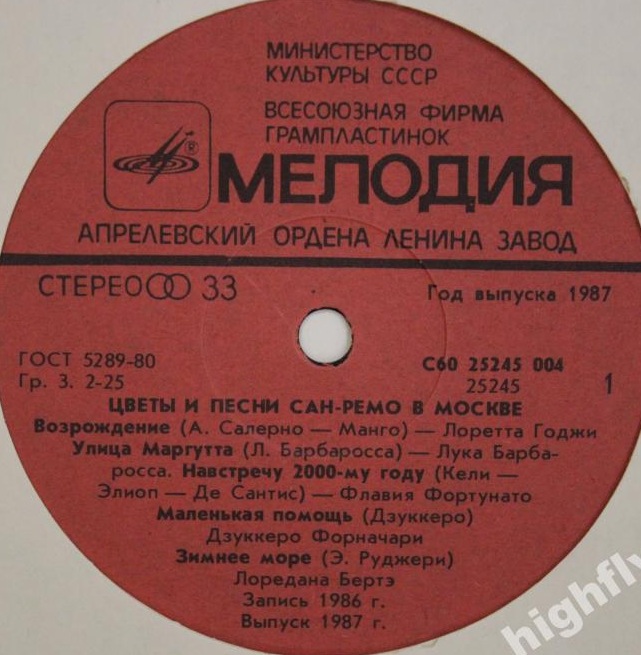 МИНИСТЕРСТВО
КУЛЬТУРЫ СССР
ВСЕСОЮЗНАЯ ФИРМА
ГРАМПЛАСТИНОК
®
МЕЛОДИЯ
АПРЕЛЕВСКИЙ ОРДЕНА ЛЕНИНА ЗАВОД
СТЕРЕО 33
Год выпуска 1987
ГОСТ 5289-80
Гр. 3. 2-25
С60 25245 004
25245
1
ЦВЕТЫ И ПЕСНИ САН-РЕМО В МОСКВЕ
Возрождение (А. Салерно — Манго) — Лоретта Годжи
Улица Маргутта (Л. Барбаросса) — Лука Барба-
росса. Навстречу 2000-му году (Кели —
Элиоп — Де Сантис) — Флавия Фортунато
Маленькая помощь (Дзуккеро)
Дзуккеро Форначари
Зимнее море (Э. Руджери)
Лоредана Бертэ
Запись 1986 г.
Выпуск 1987 г.
highfly